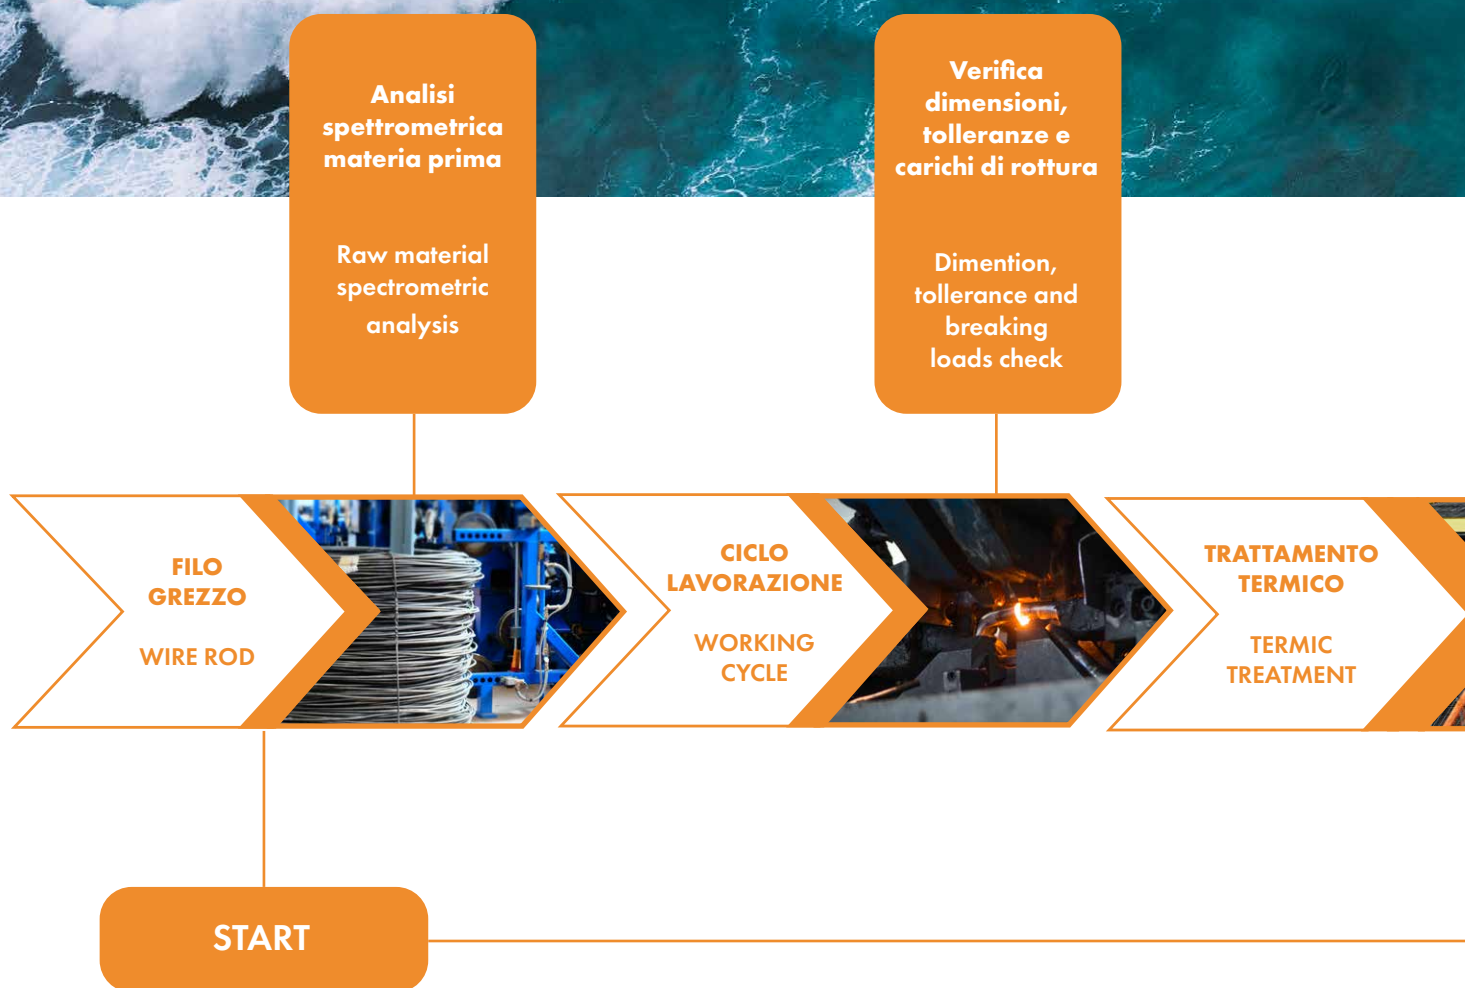 Analisi
spettrometrica
materia prima
Raw material
spectrometric
analysis
Verifica
dimensioni,
tolleranze e
carichi di rottura
Dimention,
tollerance and
breaking
loads check
FILO
GREZZO
WIRE ROD
CICLO
LAVORAZIONE
WORKING
CYCLE
TRATTAMENTO
TERMICO
TERMIC
TREATMENT
START